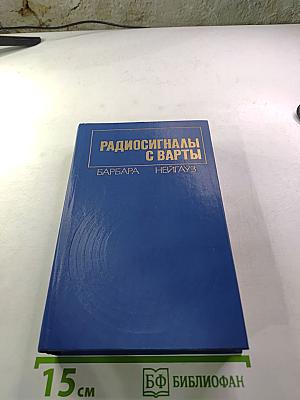 РАДИОСИГНАЛЫ
С ВАРТЫ
БАРБАРА НЕЙГАУЗ
15 см
БФ БИБЛИОФАН